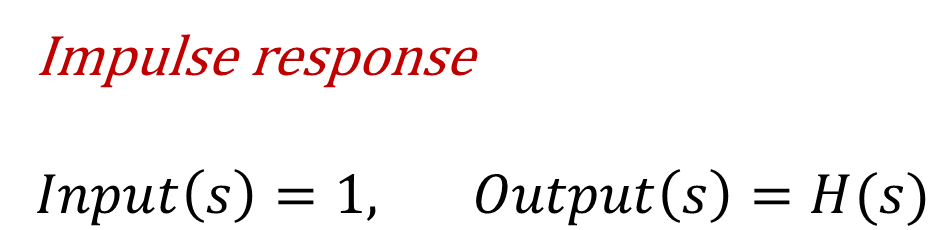 Impulse response
Input(s) = 1, Output(s) = H(s)